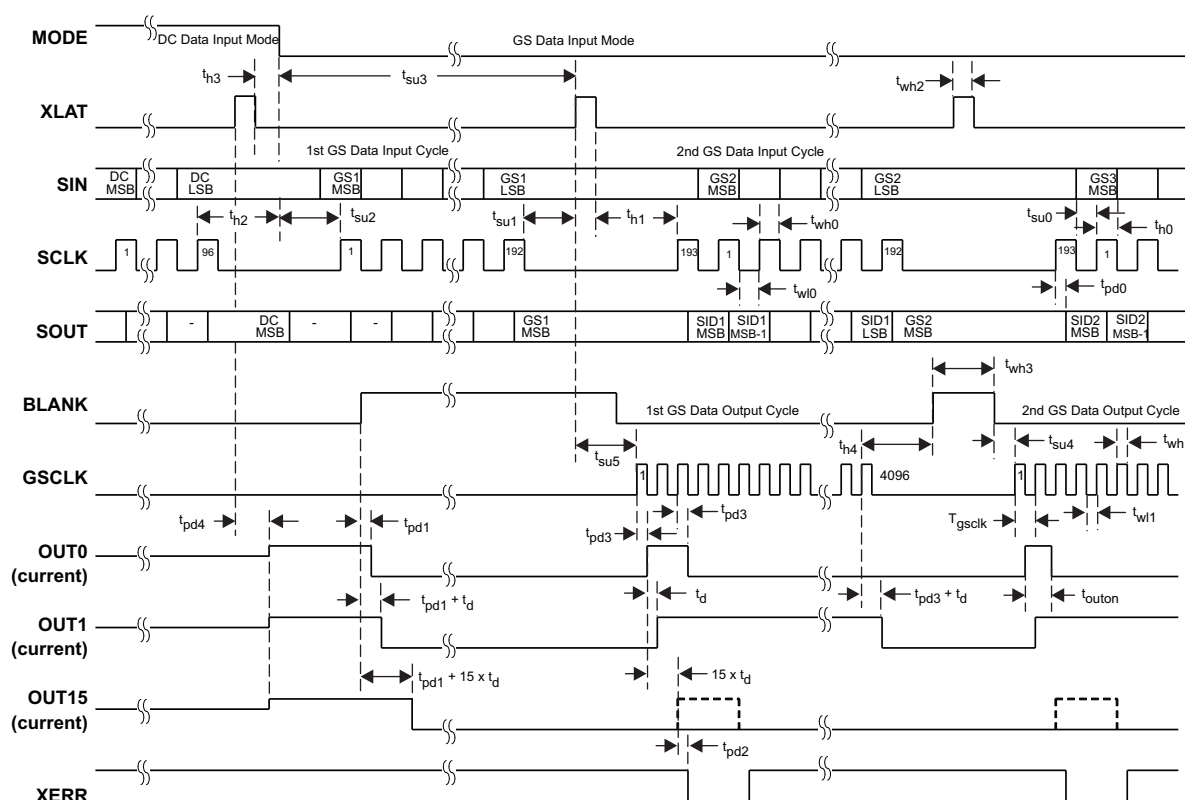 MODE
DC Data Input Mode
GS Data Input Mode
th3
tsu3
twh2
XLAT
1st GS Data Input Cycle
2nd GS Data Input Cycle
SIN
DC MSB
DC LSB
GS1 MSB
GS1 LSB
GS2 MSB
GS2 LSB
GS3 MSB
th2
tsu2
tsu1
th1
twh0
tsu0
th0
SCLK
1
96
1
192
193
1
192
193
1
twl0
tpd0
SOUT
-
DC MSB
-
-
GS1 MSB
SID1 MSB
SID1 MSB-1
SID1 LSB
GS2 MSB
SID2 MSB
SID2 MSB-1
twh3
BLANK
1st GS Data Output Cycle
2nd GS Data Output Cycle
tsu5
th4
tsu4
twh
GSCLK
1
4096
1
tpd4
tpd1
tpd3
tpd3
Tgsclk
twl1
OUT0
(current)
tpd1 + td
td
tpd3 + td
touton
OUT1
(current)
tpd1 + 15 x td
15 x td
OUT15
(current)
tpd2
XERR